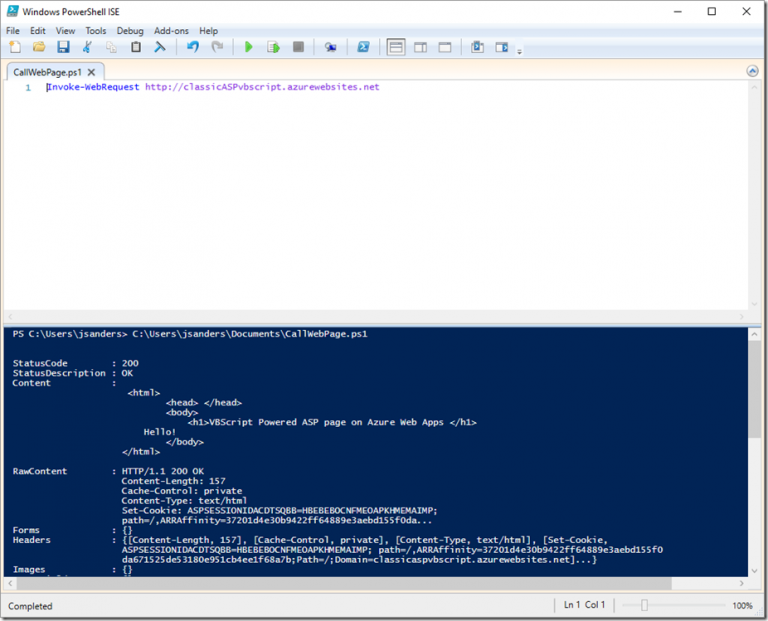 Windows PowerShell ISE
File Edit View Tools Debug Add-ons Help
CallWebPage.ps1
1 Invoke-WebRequest http://classicASPvbscript.azurewebsites.net
PS C:\Users\jsanders> C:\Users\jsanders\Documents\CallWebPage.ps1
StatusCode : 200
StatusDescription : OK
Content :
<html>
<head> </head>
<body>
<h1>VBScript Powered ASP page on Azure Web Apps </h1>
Hello!
</body>
</html>
RawContent : HTTP/1.1 200 OK
Content-Length: 157
Cache-Control: private
Content-Type: text/html
Set-Cookie: ASPSESSIONIDACDTSQBB=HBEBEBOCNFMEOAPKHMEMAIMP;
path=/,ARRAffinity=37201d4e30b9422ff64889e3aebd155f0da...
Forms : {}
Headers : {[Content-Length, 157], [Cache-Control, private], [Content-Type, text/html], [Set-Cookie,
ASPSESSIONIDACDTSQBB=HBEBEBOCNFMEOAPKHMEMAIMP; path=/,ARRAffinity=37201d4e30b9422ff64889e3aebd155f0
da671525de53180e951cb4ee1f68a7b;Path=/;Domain=classicaspvbscript.azurewebsites.net]...}
Images : {}
Completed
Ln 1 Col 1
100%